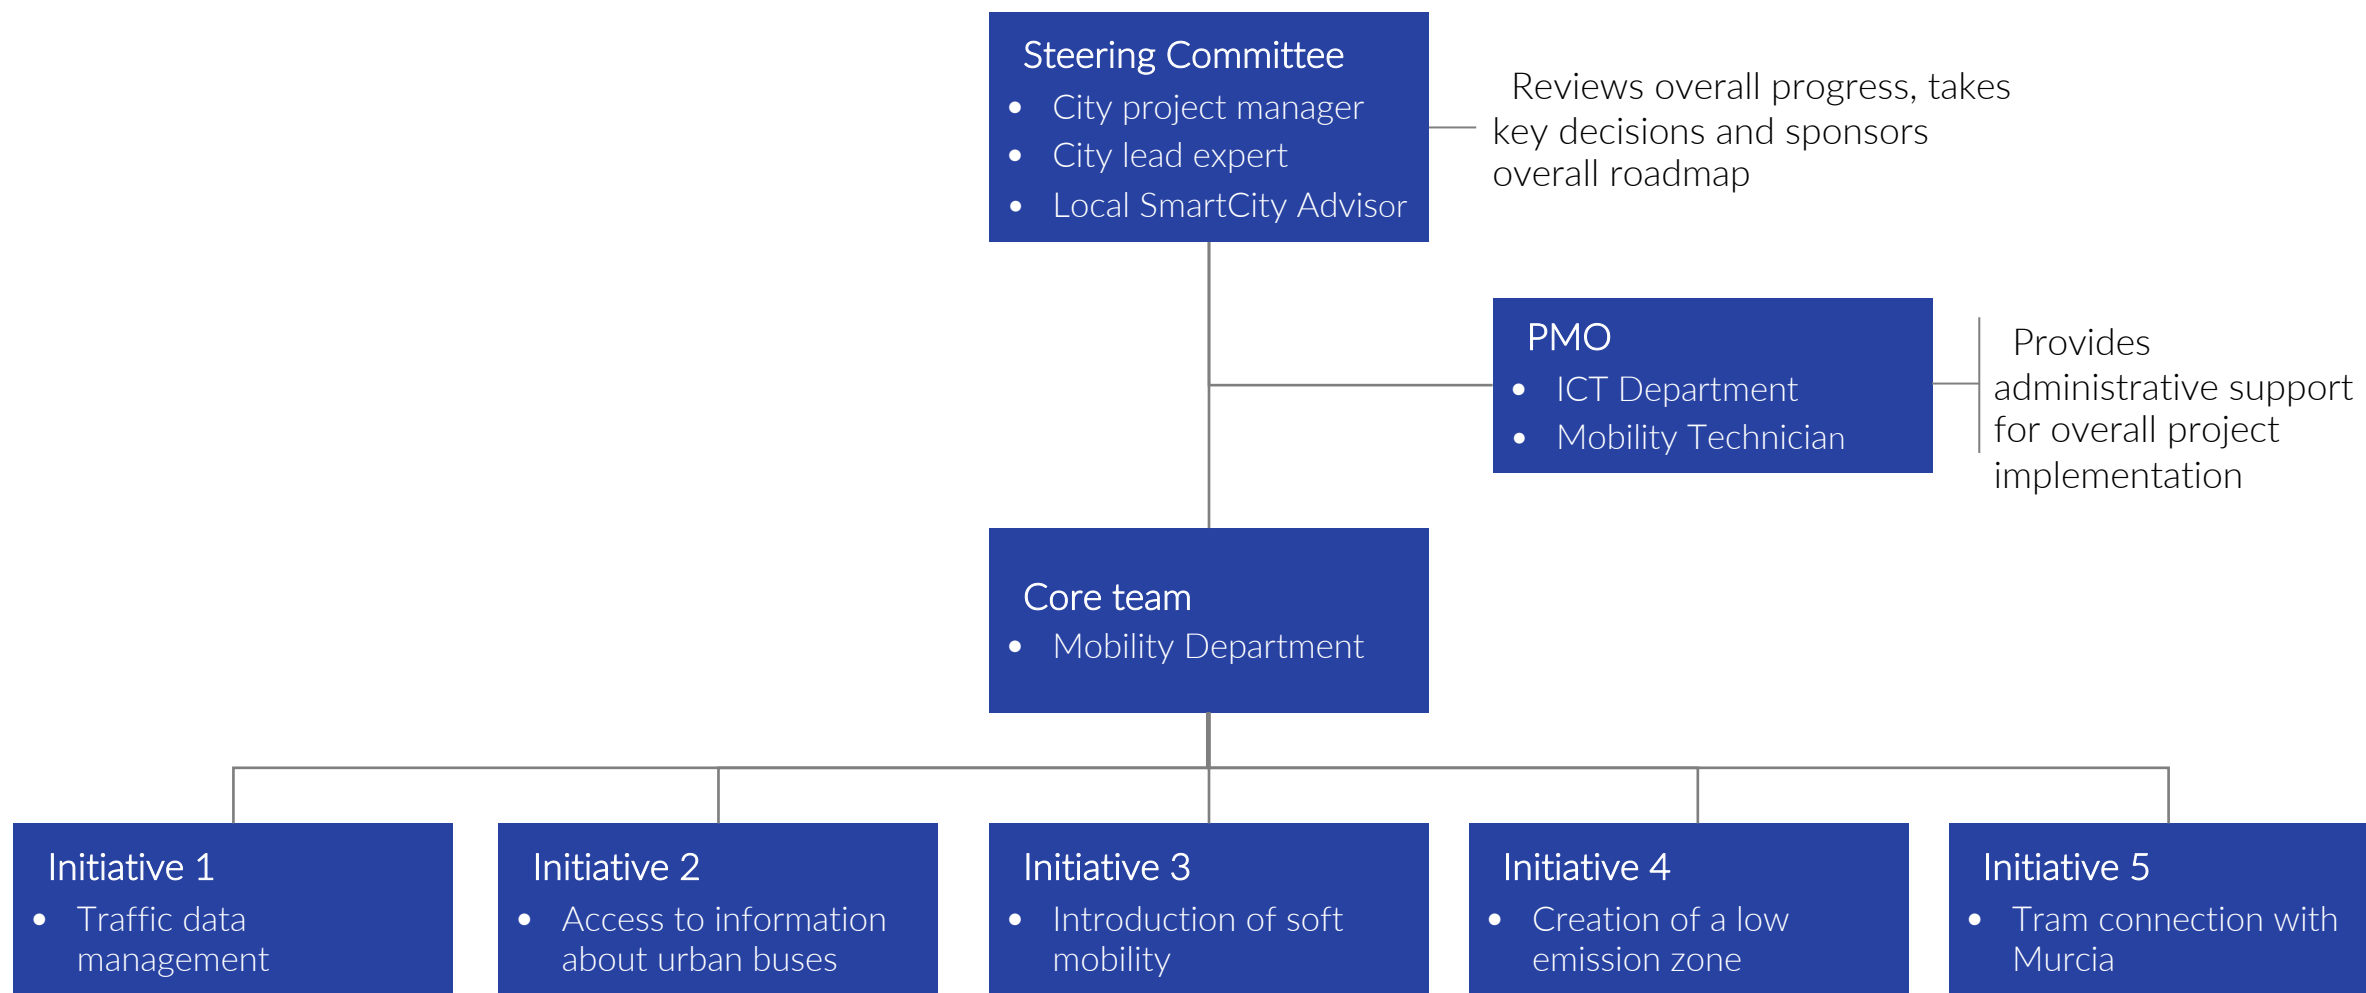 Steering Committee
• City project manager
• City lead expert
• Local SmartCity Advisor
Reviews overall progress, takes
key decisions and sponsors
overall roadmap
PMO
• ICT Department
• Mobility Technician
Provides
administrative support
for overall project
implementation
Core team
• Mobility Department
Initiative 1
• Traffic data
management
Initiative 2
• Access to information
about urban buses
Initiative 3
• Introduction of soft
mobility
Initiative 4
• Creation of a low
emission zone
Initiative 5
• Tram connection with
Murcia